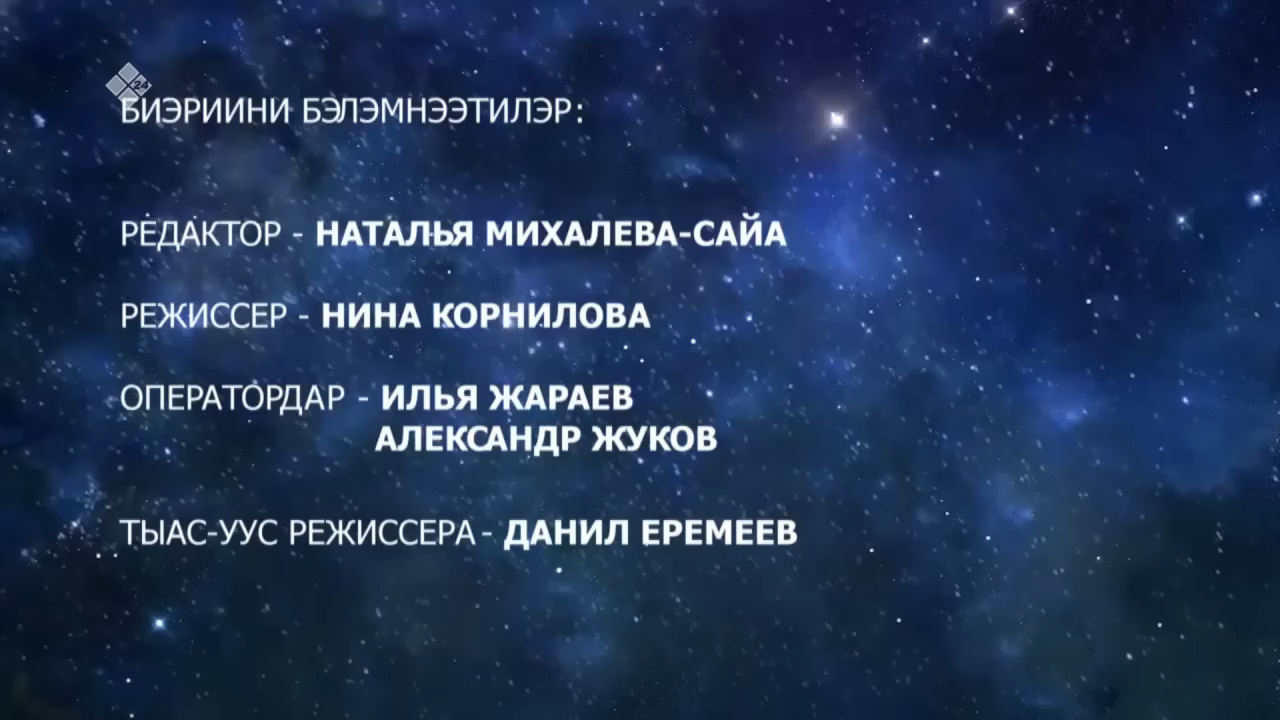 X24
БИЭРИИНИ БЭЛЭМНЭЭТИЛЭР:
РЕДАКТОР - НАТАЛЬЯ МИХАЛЕВА-САЙА
РЕЖИССЕР - НИНА КОРНИЛОВА
ОПЕРАТОРДАР - ИЛЬЯ ЖАРАЕВ
АЛЕКСАНДР ЖУКОВ
ТЫАС-УУС РЕЖИССЕРА - ДАНИЛ ЕРЕМЕЕВ